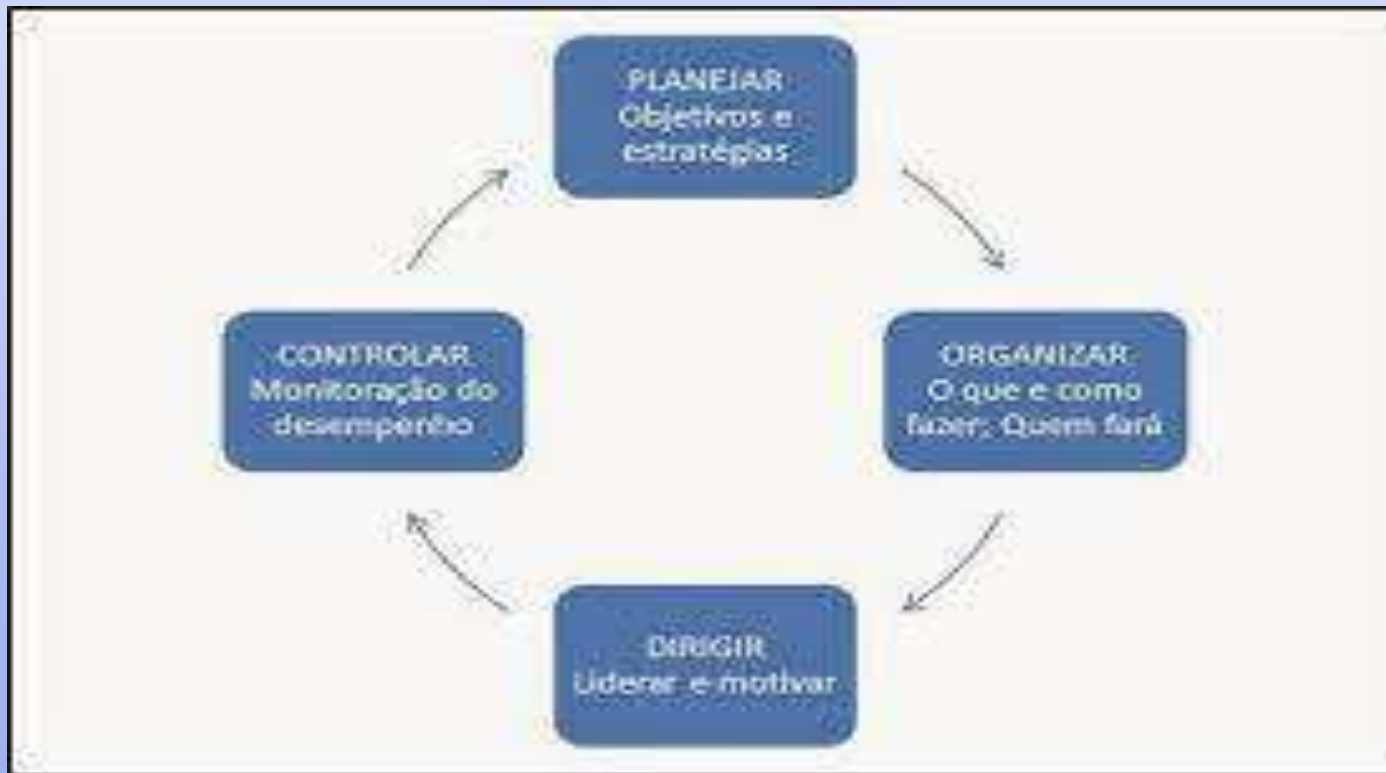 PLANEJAR
Objetivos e
estratégias
ORGANIZAR
O que e como
fazer; Quem fará
DIRIGIR
Liderar e motivar
CONTROLAR
Monitoração do
desempenho